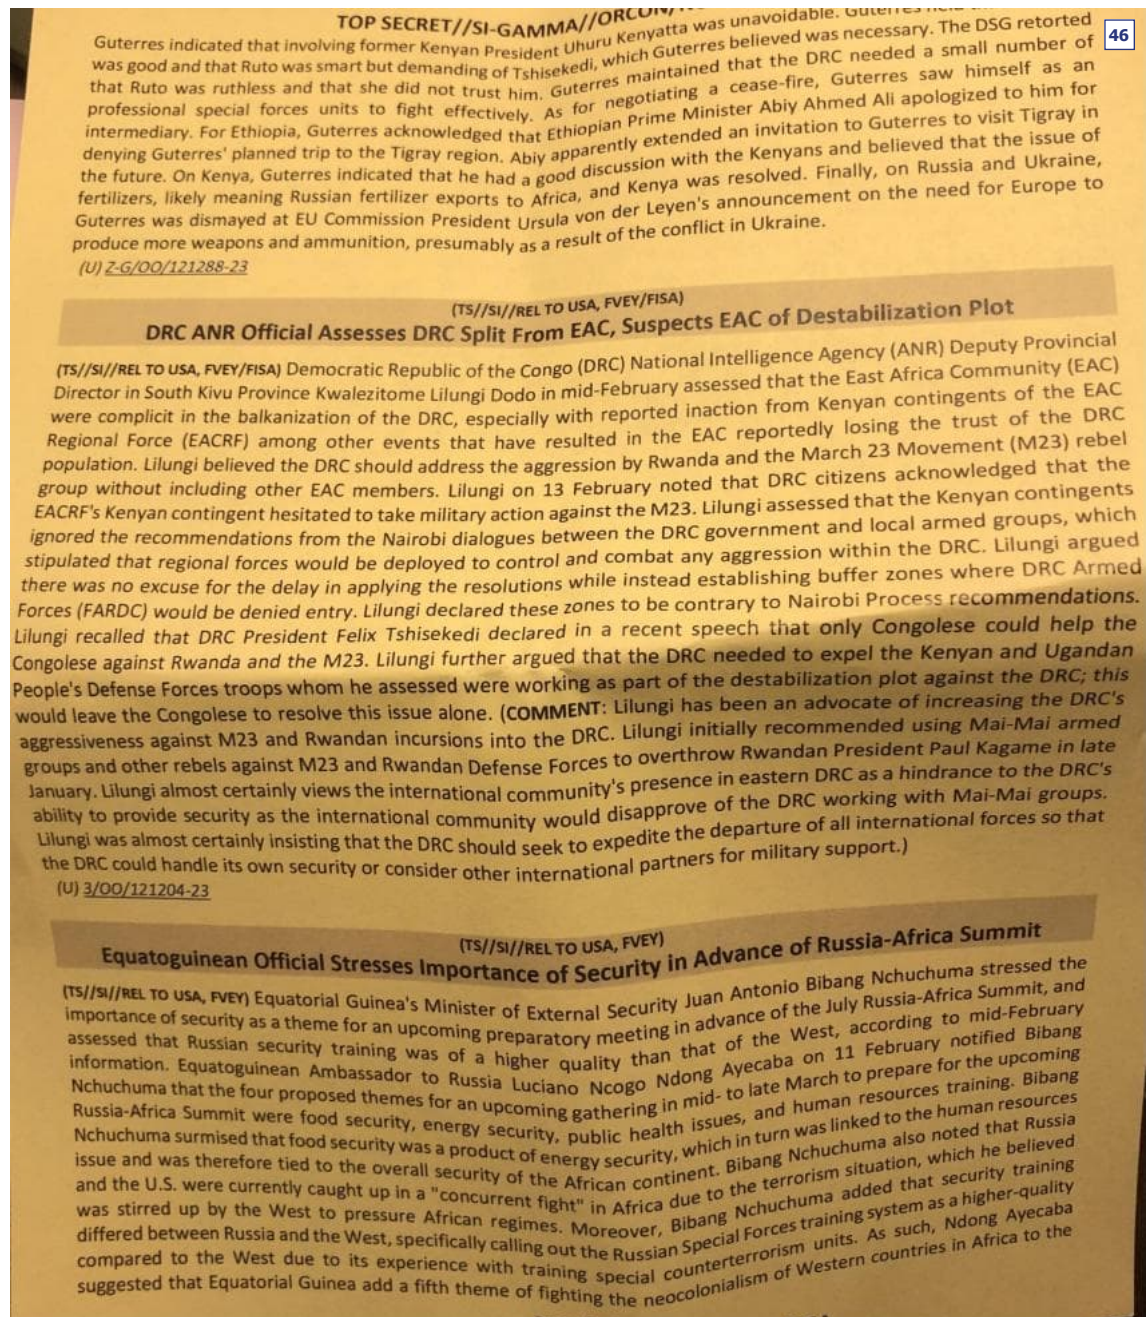 TOP SECRET//SI-GAMMA//ORCON/
46
Guterres indicated that involving former Kenyan President Uhuru Kenyatta was unavoidable. Guterres
was good and that Ruto was smart but demanding of Tshisekedi, which Guterres believed was necessary. The DSG retorted
that Ruto was ruthless and that she did not trust him. Guterres maintained that the DRC needed a small number of
professional special forces units to fight effectively. As for negotiating a cease-fire, Guterres saw himself as an
intermediary. For Ethiopia, Guterres acknowledged that Ethiopian Prime Minister Abiy Ahmed Ali apologized to him for
denying Guterres' planned trip to the Tigray region. Abiy apparently extended an invitation to Guterres to visit Tigray in
the future. On Kenya, Guterres indicated that he had a good discussion with the Kenyans and believed that the issue of
fertilizers, likely meaning Russian fertilizer exports to Africa, and Kenya was resolved. Finally, on Russia and Ukraine,
Guterres was dismayed at EU Commission President Ursula von der Leyen's announcement on the need for Europe to
produce more weapons and ammunition, presumably as a result of the conflict in Ukraine.
(U) Z-G/OO/121288-23
(TS//SI//REL TO USA, FVEY/FISA)
DRC ANR Official Assesses DRC Split From EAC, Suspects EAC of Destabilization Plot
(TS//SI//REL TO USA, FVEY/FISA) Democratic Republic of the Congo (DRC) National Intelligence Agency (ANR) Deputy Provincial
Director in South Kivu Province Kwalezitome Lilungi Dodo in mid-February assessed that the East Africa Community (EAC)
were complicit in the balkanization of the DRC, especially with reported inaction from Kenyan contingents of the EAC
Regional Force (EACRF) among other events that have resulted in the EAC reportedly losing the trust of the DRC
population. Lilungi believed the DRC should address the aggression by Rwanda and the March 23 Movement (M23) rebel
group without including other EAC members. Lilungi on 13 February noted that DRC citizens acknowledged that the
EACRF's Kenyan contingent hesitated to take military action against the M23. Lilungi assessed that the Kenyan contingents
ignored the recommendations from the Nairobi dialogues between the DRC government and local armed groups, which
stipulated that regional forces would be deployed to control and combat any aggression within the DRC. Lilungi argued
there was no excuse for the delay in applying the resolutions while instead establishing buffer zones where DRC Armed
Forces (FARDC) would be denied entry. Lilungi declared these zones to be contrary to Nairobi Process recommendations.
Lilungi recalled that DRC President Felix Tshisekedi declared in a recent speech that only Congolese could help the
Congolese against Rwanda and the M23. Lilungi further argued that the DRC needed to expel the Kenyan and Ugandan
People's Defense Forces troops whom he assessed were working as part of the destabilization plot against the DRC; this
would leave the Congolese to resolve this issue alone. (COMMENT: Lilungi has been an advocate of increasing the DRC's
aggressiveness against M23 and Rwandan incursions into the DRC. Lilungi initially recommended using Mai-Mai armed
groups and other rebels against M23 and Rwandan Defense Forces to overthrow Rwandan President Paul Kagame in late
January. Lilungi almost certainly views the international community's presence in eastern DRC as a hindrance to the DRC's
ability to provide security as the international community would disapprove of the DRC working with Mai-Mai groups.
Lilungi was almost certainly insisting that the DRC should seek to expedite the departure of all international forces so that
the DRC could handle its own security or consider other international partners for military support.)
(U) 3/OO/121204-23
(TS//SI//REL TO USA, FVEY)
Equatoguinean Official Stresses Importance of Security in Advance of Russia-Africa Summit
(TS//SI//REL TO USA, FVEY) Equatorial Guinea's Minister of External Security Juan Antonio Bibang Nchuchuma stressed the
importance of security as a theme for an upcoming preparatory meeting in advance of the July Russia-Africa Summit, and
assessed that Russian security training was of a higher quality than that of the West, according to mid-February
information. Equatoguinean Ambassador to Russia Luciano Ncogo Ndong Ayecaba on 11 February notified Bibang
Nchuchuma that the four proposed themes for an upcoming gathering in mid- to late March to prepare for the upcoming
Russia-Africa Summit were food security, energy security, public health issues, and human resources training. Bibang
Nchuchuma surmised that food security was a product of energy security, which in turn was linked to the human resources
issue and was therefore tied to the overall security of the African continent. Bibang Nchuchuma also noted that Russia
and the U.S. were currently caught up in a "concurrent fight" in Africa due to the terrorism situation, which he believed
was stirred up by the West to pressure African regimes. Moreover, Bibang Nchuchuma added that security training
differed between Russia and the West, specifically calling out the Russian Special Forces training system as a higher-quality
compared to the West due to its experience with training special counterterrorism units. As such, Ndong Ayecaba
suggested that Equatorial Guinea add a fifth theme of fighting the neocolonialism of Western countries in Africa to the